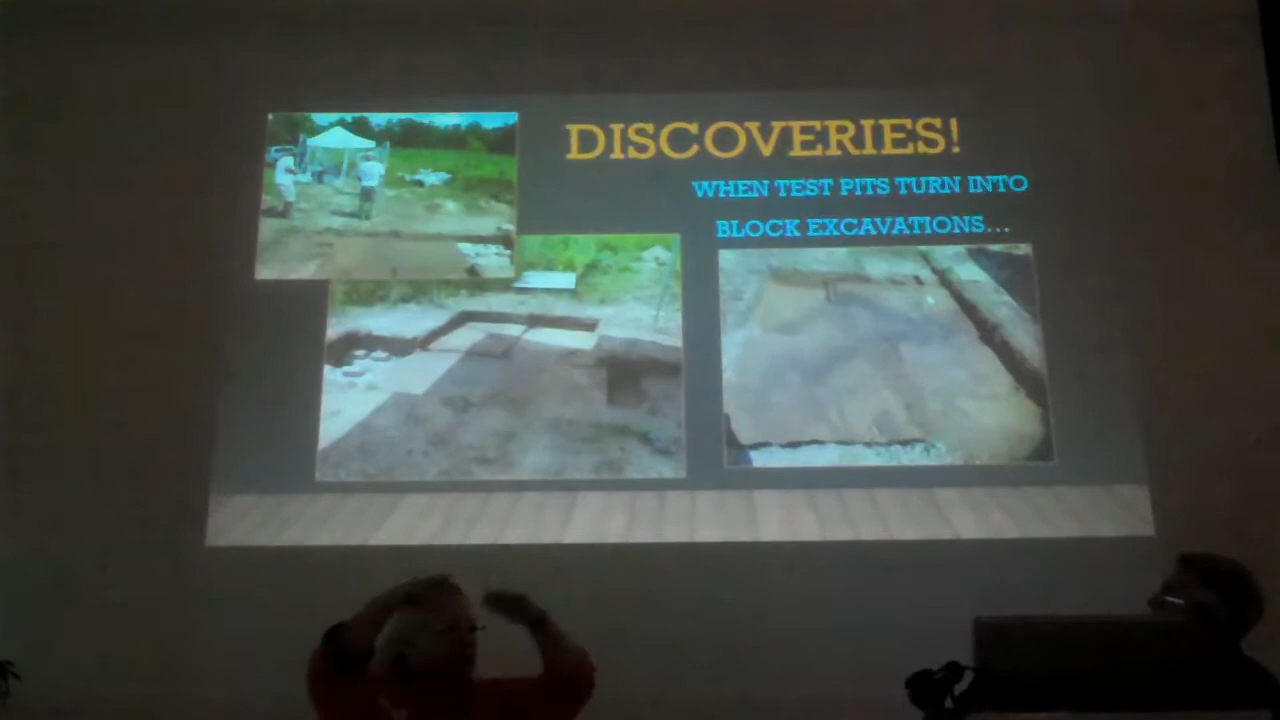 DISCOVERIES!
WHEN TEST PITS TURN INTO
BLOCK EXCAVATIONS...